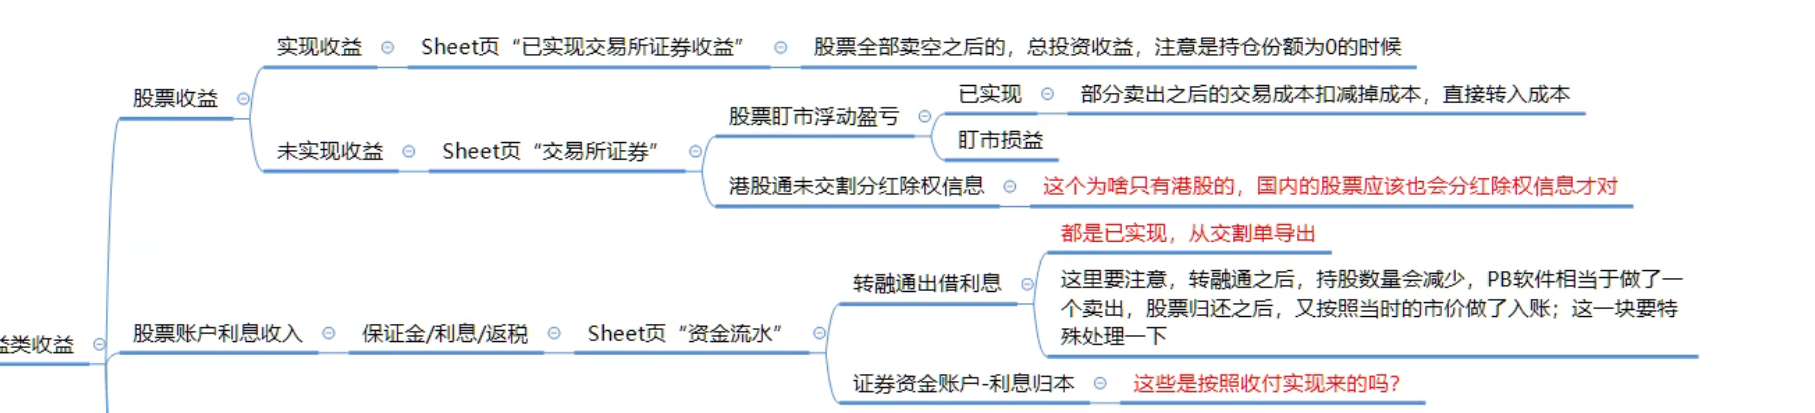 实现收益
Sheet页“已实现交易所证券收益”
股票全部卖空之后的，总投资收益，注意是持仓份额为0的时候
股票收益
已实现
部分卖出之后的交易成本扣减掉成本，直接转入成本
股票盯市浮动盈亏
盯市损益
未实现收益
Sheet页“交易所证券”
港股通未交割分红除权信息
这个为啥只有港股的，国内的股票应该也会分红除权信息才对
都是已实现，从交割单导出
转融通出借利息
这里要注意，转融通之后，持股数量会减少，PB软件相当于做了一
个卖出，股票归还之后，又按照当时的市价做了入账；这一块要特
殊处理一下
益类收益
股票账户利息收入
保证金/利息/返税
Sheet页“资金流水”
证券资金账户-利息归本
这些是按照收付实现来的吗？